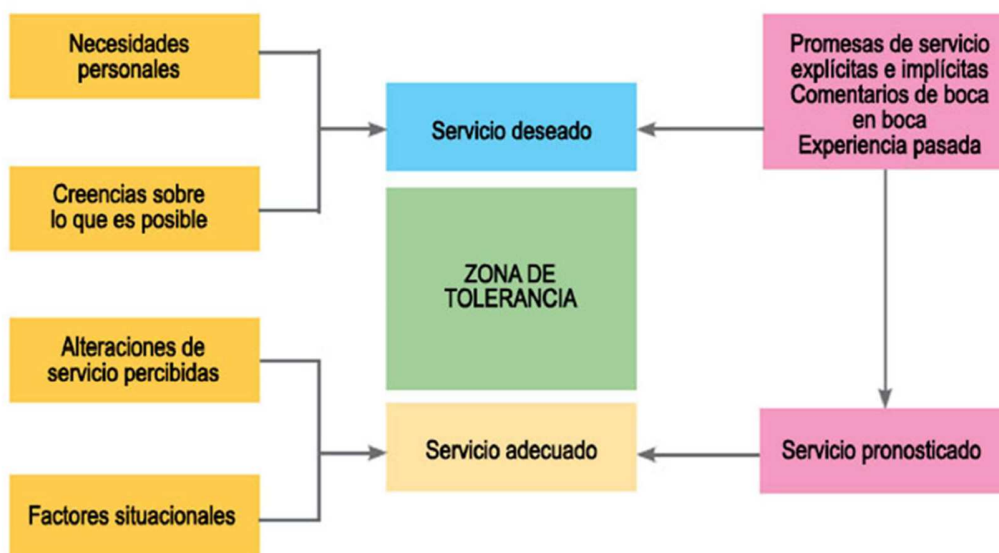 Necesidades
personales
Creencias sobre
lo que es posible
Alteraciones de
servicio percibidas
Factores situacionales
Servicio deseado
ZONA DE
TOLERANCIA
Servicio adecuado
Promesas de servicio
explícitas e implícitas
Comentarios de boca
en boca
Experiencia pasada
Servicio pronosticado